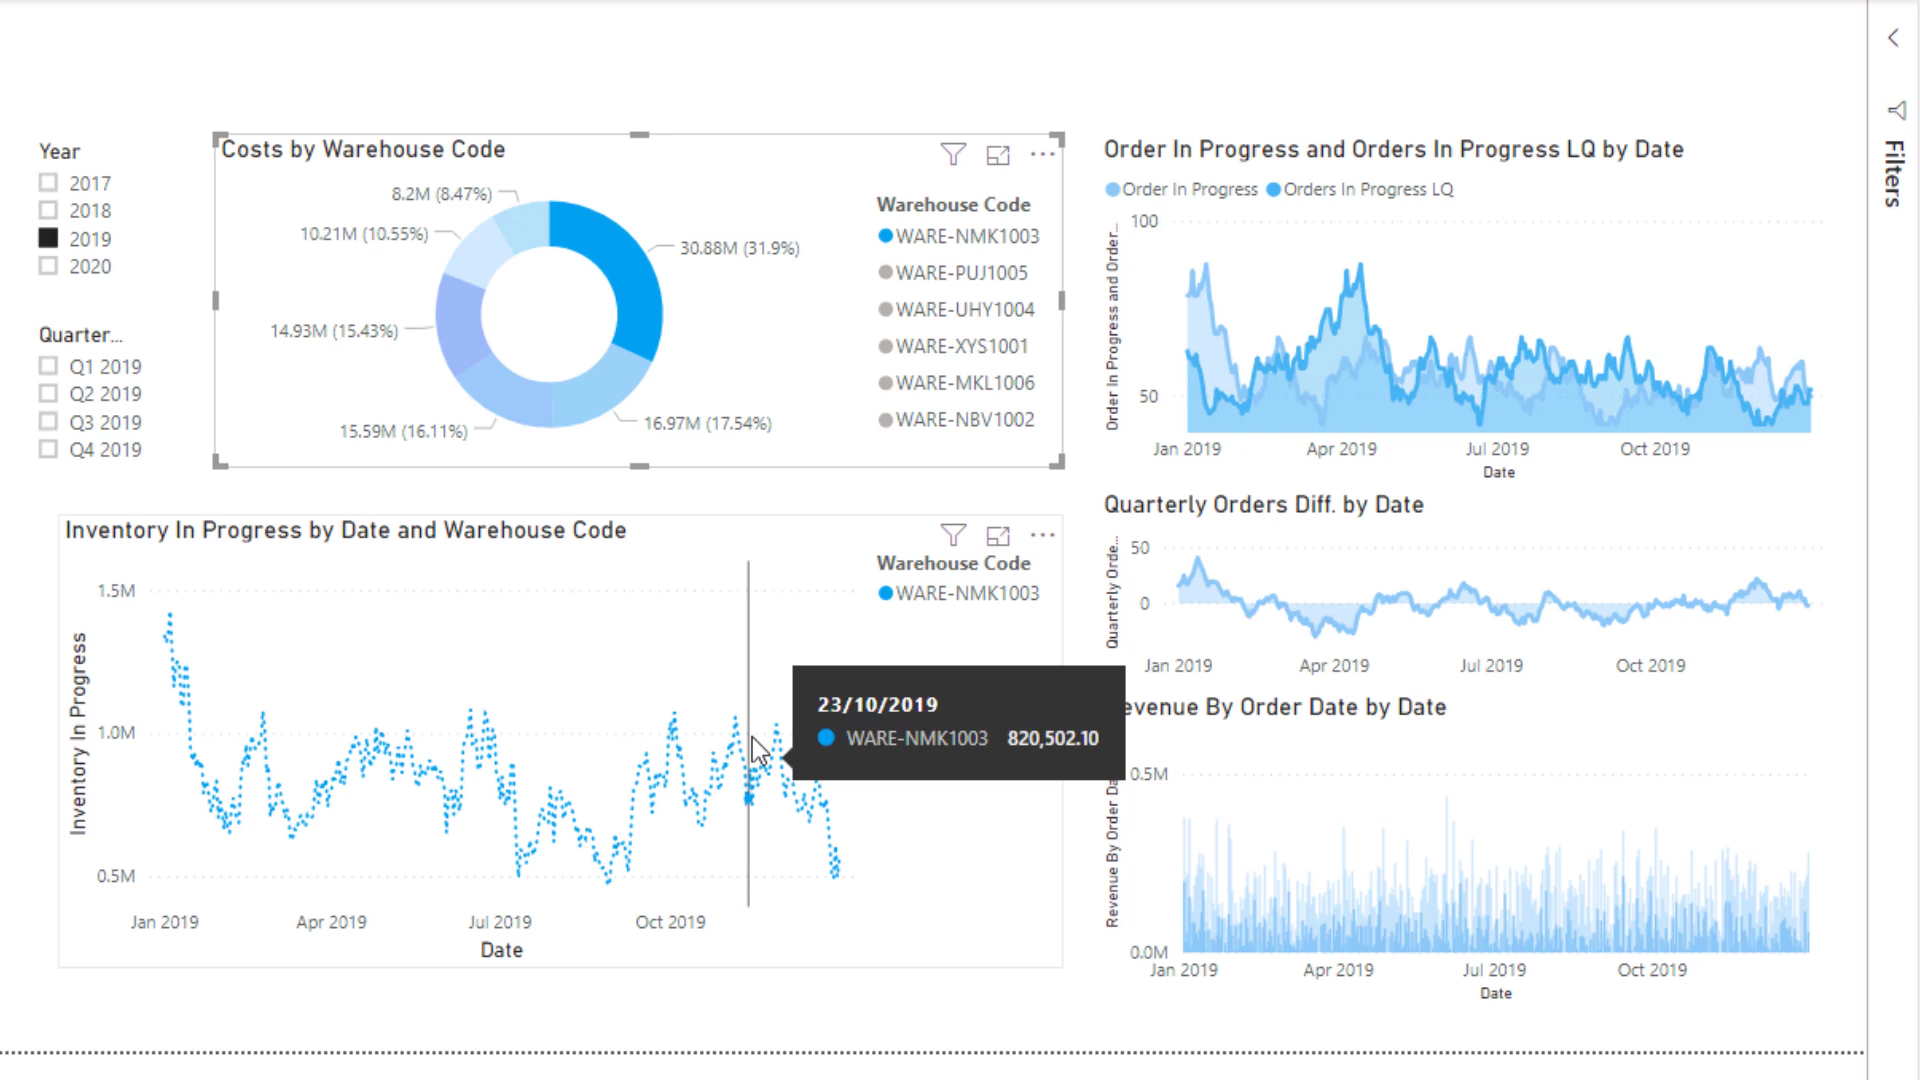 Year
2017
2018
2019
2020
Quarter...
Q1 2019
Q2 2019
Q3 2019
Q4 2019
Costs by Warehouse Code
8.2M (8.47%)
10.21M (10.55%)
30.88M (31.9%)
14.93M (15.43%)
15.59M (16.11%)
16.97M (17.54%)
Warehouse Code
WARE-NMK1003
WARE-PUJ1005
WARE-UHY1004
WARE-XYS1001
WARE-MKL1006
WARE-NBV1002
Inventory In Progress by Date and Warehouse Code
Warehouse Code
WARE-NMK1003
Inventory In Progress
1.5M
1.0M
0.5M
Jan 2019 Apr 2019 Jul 2019 Oct 2019
Date
23/10/2019
WARE-NMK1003 820,502.10
Order In Progress and Orders In Progress LQ by Date
Order In Progress Orders In Progress LQ
Order In Progress and Order...
100
50
Jan 2019 Apr 2019 Jul 2019 Oct 2019
Date
Quarterly Orders Diff. by Date
Quarterly Orde...
50
0
Jan 2019 Apr 2019 Jul 2019 Oct 2019
evenue By Order Date by Date
Revenue By Order Da
0.5M
0.0M
Jan 2019 Apr 2019 Jul 2019 Oct 2019
Date
Filters